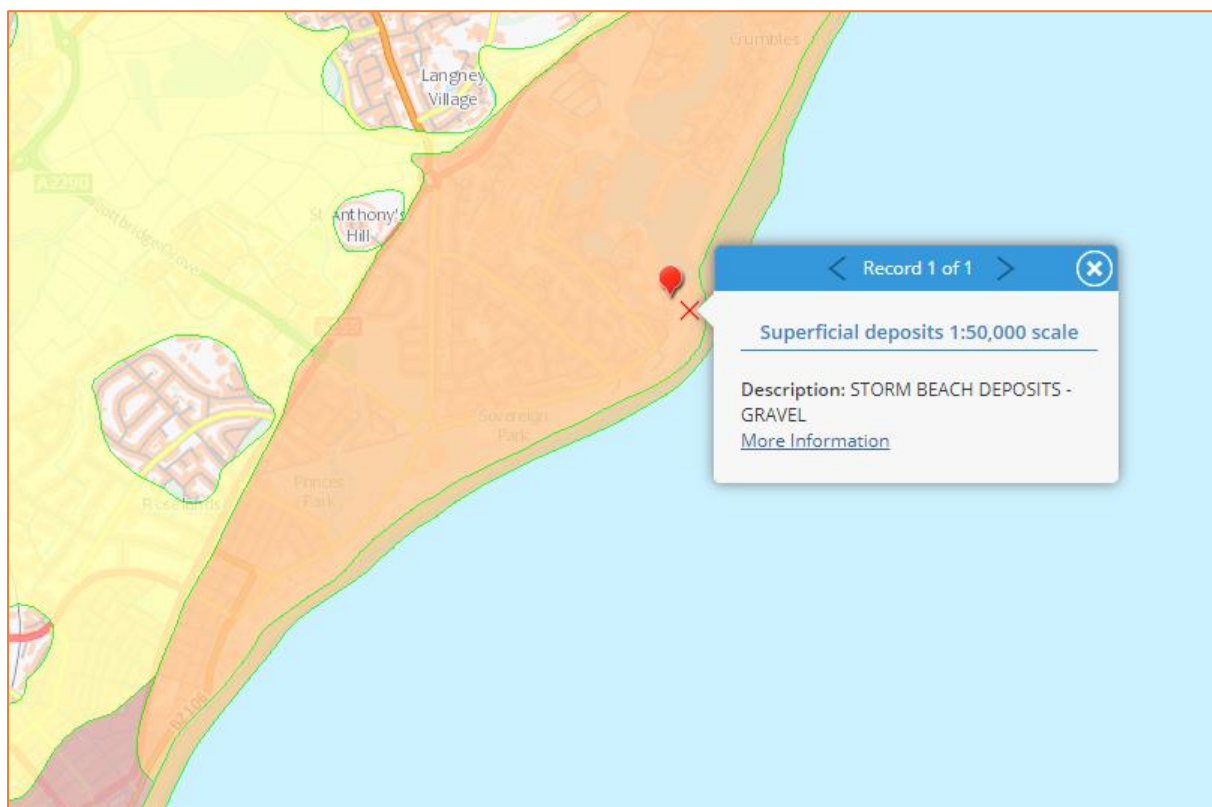 Crumbles
Langney
Village
A2290
St. Anthony's
Hill
Record 1 of 1
Superficial deposits 1:50,000 scale
Description: STORM BEACH DEPOSITS -
GRAVEL
More Information
Sovereign
Park
Princes
Park
Roselands
B2106